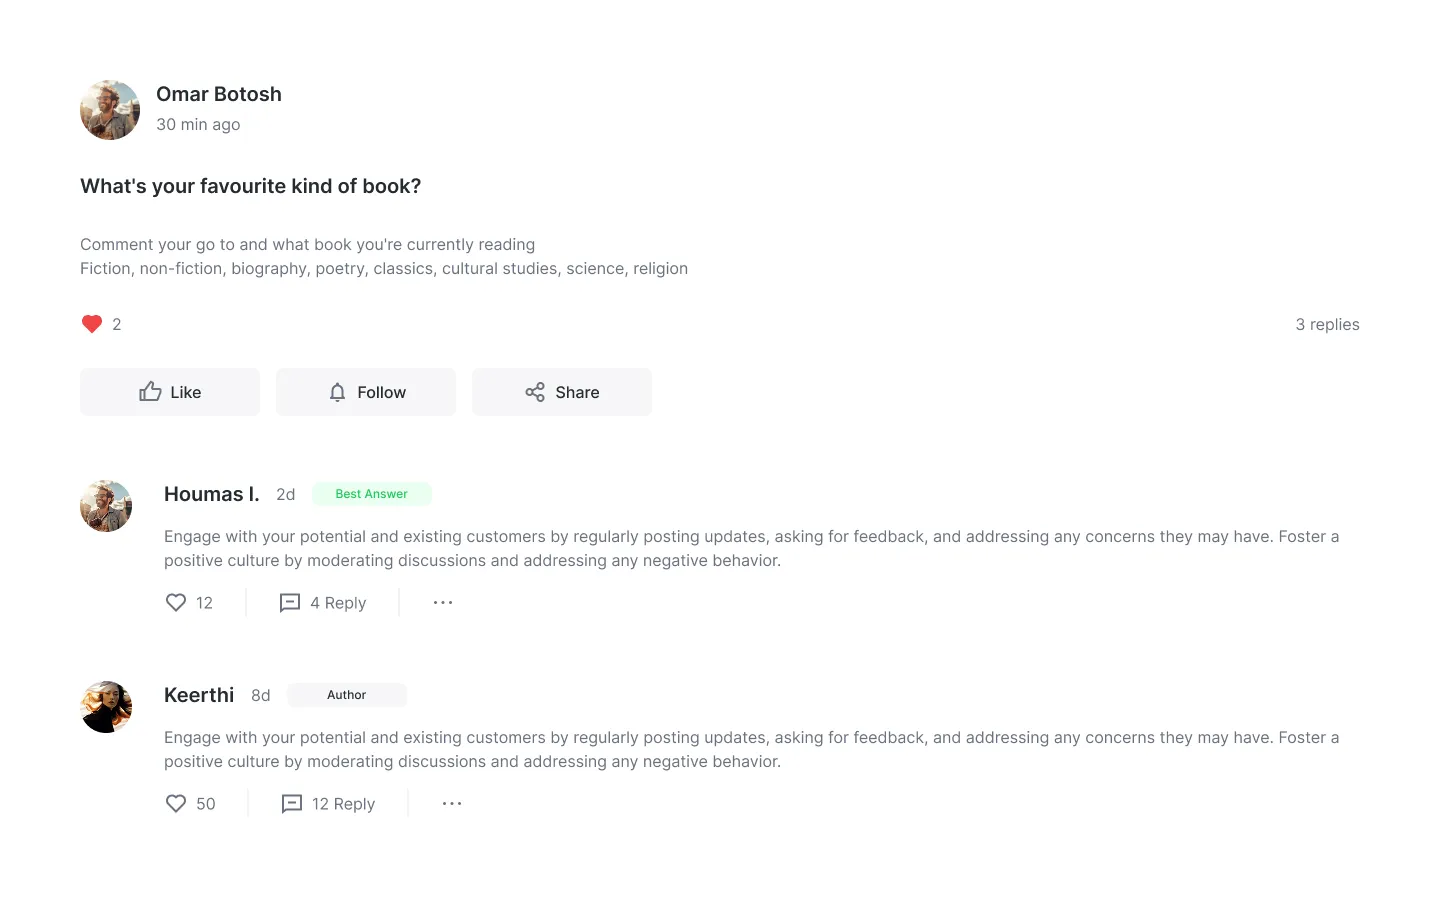 Omar Botosh
30 min ago
What's your favourite kind of book?
Comment your go to and what book you're currently reading
Fiction, non-fiction, biography, poetry, classics, cultural studies, science, religion
2
3 replies
Like
Follow
Share
Houmas I. 2d Best Answer
Engage with your potential and existing customers by regularly posting updates, asking for feedback, and addressing any concerns they may have. Foster a
positive culture by moderating discussions and addressing any negative behavior.
12
4 Reply
Keerthi 8d Author
Engage with your potential and existing customers by regularly posting updates, asking for feedback, and addressing any concerns they may have. Foster a
positive culture by moderating discussions and addressing any negative behavior.
50
12 Reply